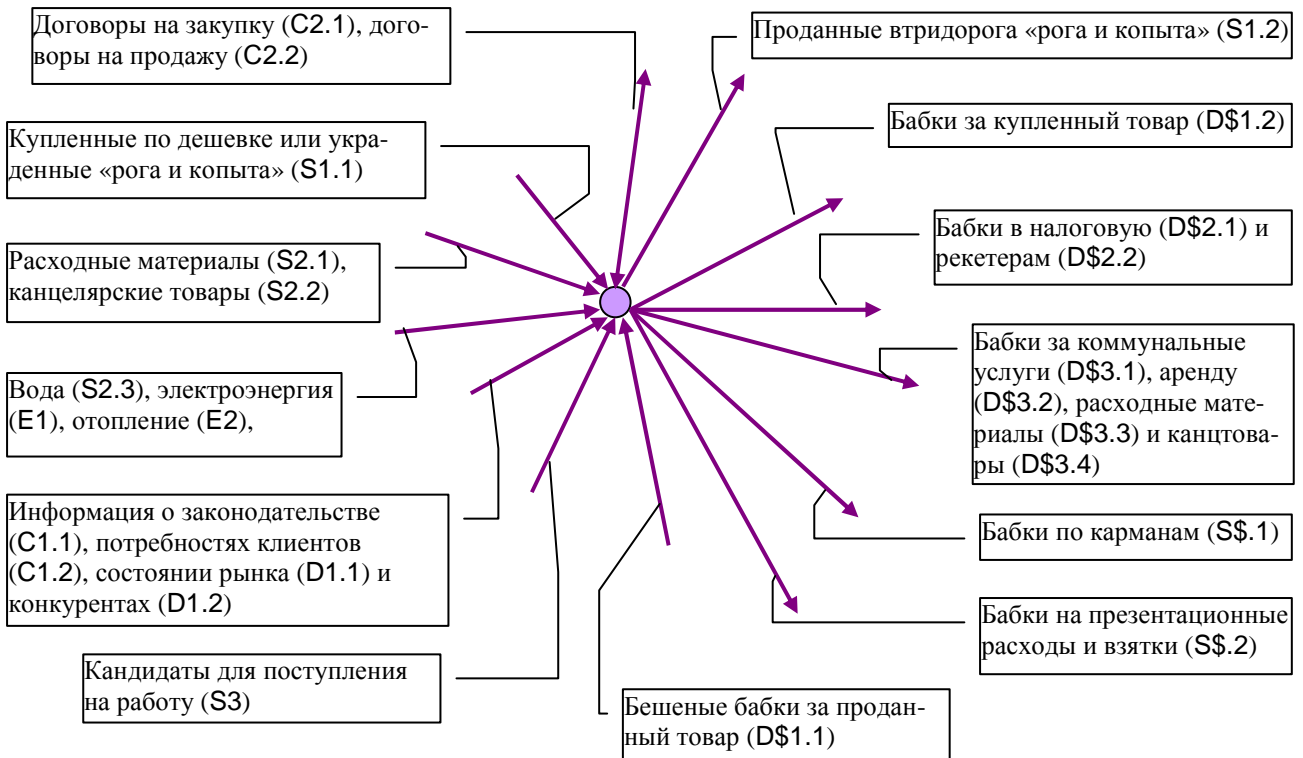 Договоры на закупку (C2.1), дого-
воры на продажу (C2.2)
Проданные втридорога «рога и копыта» (S1.2)
Купленные по дешевке или укра-
денные «рога и копыта» (S1.1)
Бабки за купленный товар (D$1.2)
Расходные материалы (S2.1),
канцелярские товары (S2.2)
Бабки в налоговую (D$2.1) и
рекетерам (D$2.2)
Вода (S2.3), электроэнергия
(E1), отопление (E2),
Бабки за коммунальные
услуги (D$3.1), аренду
(D$3.2), расходные мате-
риалы (D$3.3) и канцтова-
ры (D$3.4)
Информация о законодательстве
(C1.1), потребностях клиентов
(C1.2), состоянии рынка (D1.1) и
конкурентах (D1.2)
Бабки по карманам (S$.1)
Бабки на презентационные
расходы и взятки (S$.2)
Кандидаты для поступления
на работу (S3)
Бешеные бабки за продан-
ный товар (D$1.1)